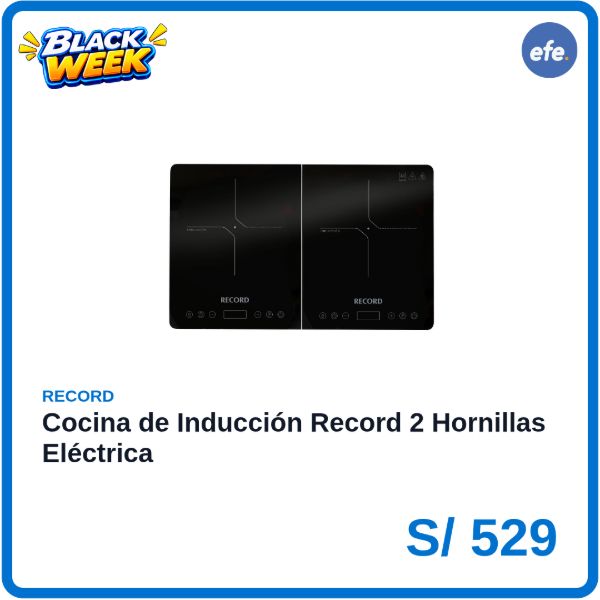 BLACK
WEEK
efe.
RECORD
RECORD
RECORD
Cocina de Inducción Record 2 Hornillas
Eléctrica
S/ 529